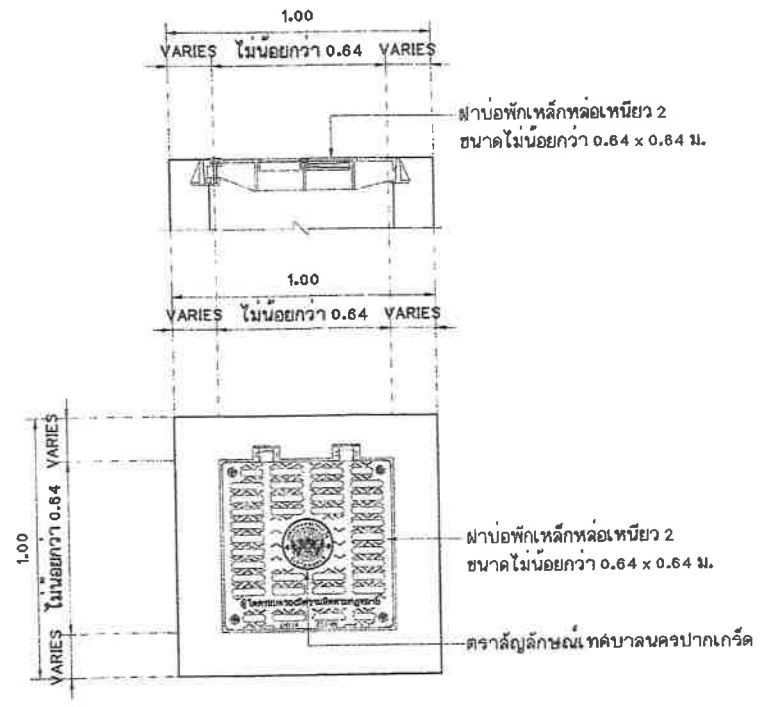 1.00
VARIES ไม่น้อยกว่า 0.64 VARIES
ฝาบ่อพักเหล็กหล่อเหนียว 2
ขนาดไม่น้อยกว่า 0.64 x 0.64 ม.
1.00
VARIES ไม่น้อยกว่า 0.64 VARIES
1.00
VARIES ไม่น้อยกว่า 0.64 VARIES
ฝาบ่อพักเหล็กหล่อเหนียว 2
ขนาดไม่น้อยกว่า 0.64 x 0.64 ม.
ตราสัญลักษณ์เทศบาลนครปากเกร็ด